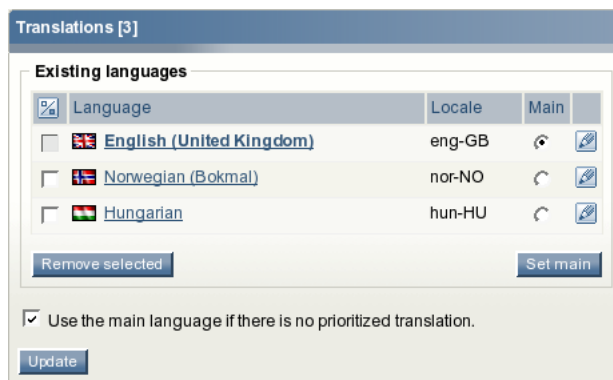 Translations [3]
Existing languages
Language Locale Main
English (United Kingdom) eng-GB
Norwegian (Bokmal) nor-NO
Hungarian hun-HU
Remove selected Set main
Use the main language if there is no prioritized translation.
Update